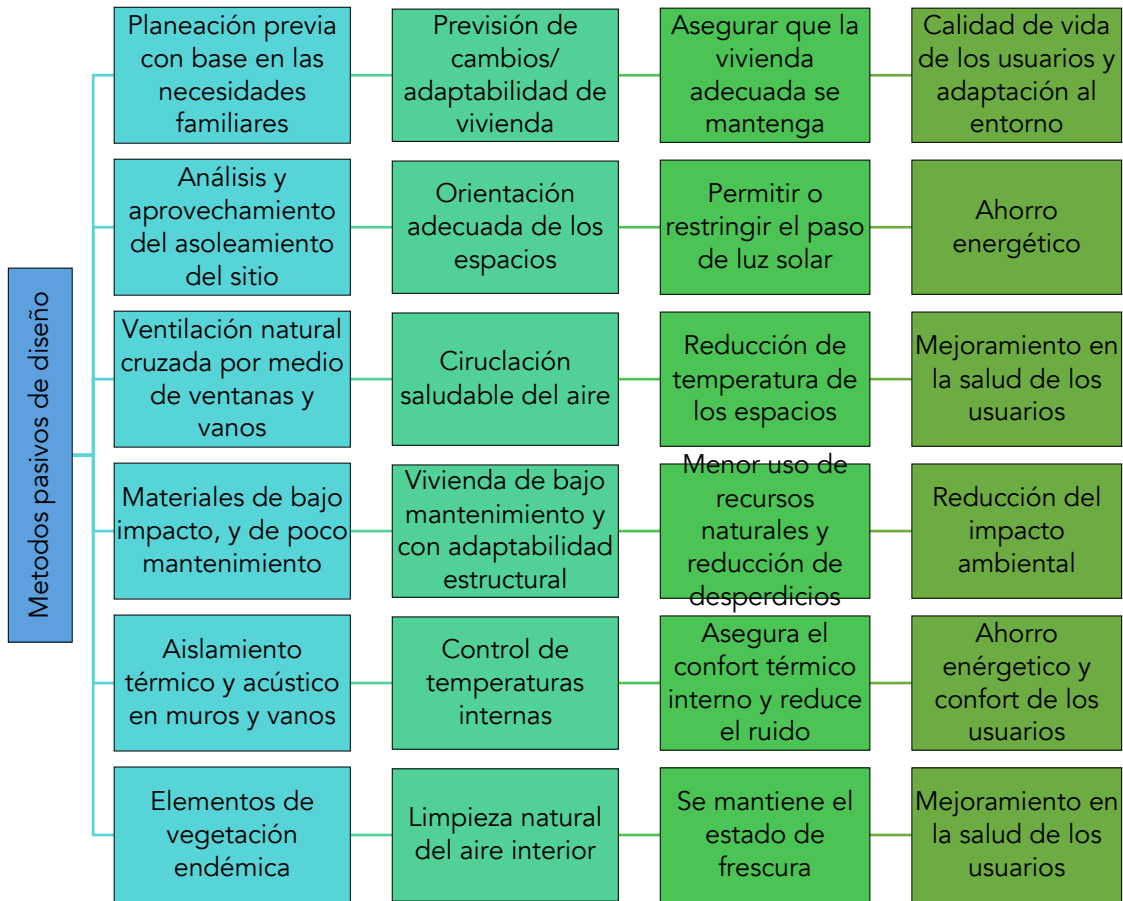 Metodos pasivos de diseño
Planeación previa
con base en las
necesidades
familiares
Previsión de
cambios/
adaptabilidad de
vivienda
Asegurar que la
vivienda
adecuada se
mantenga
Calidad de vida
de los usuarios y
adaptación al
entorno
Análisis y
aprovechamiento
del asoleamiento
del sitio
Orientación
adecuada de los
espacios
Permitir o
restringir el paso
de luz solar
Ahorro
energético
Ventilación natural
cruzada por medio
de ventanas y
vanos
Ciruclación
saludable del aire
Reducción de
temperatura de
los espacios
Mejoramiento en
la salud de los
usuarios
Materiales de bajo
impacto, y de poco
mantenimiento
Vivienda de bajo
mantenimiento y
con adaptabilidad
estructural
Menor uso de
recursos
naturales y
reducción de
desperdicios
Reducción del
impacto
ambiental
Aislamiento
térmico y acústico
en muros y vanos
Control de
temperaturas
internas
Asegura el
confort térmico
interno y reduce
el ruido
Ahorro
enérgetico y
confort de los
usuarios
Elementos de
vegetación
endémica
Limpieza natural
del aire interior
Se mantiene el
estado de
frescura
Mejoramiento en
la salud de los
usuarios